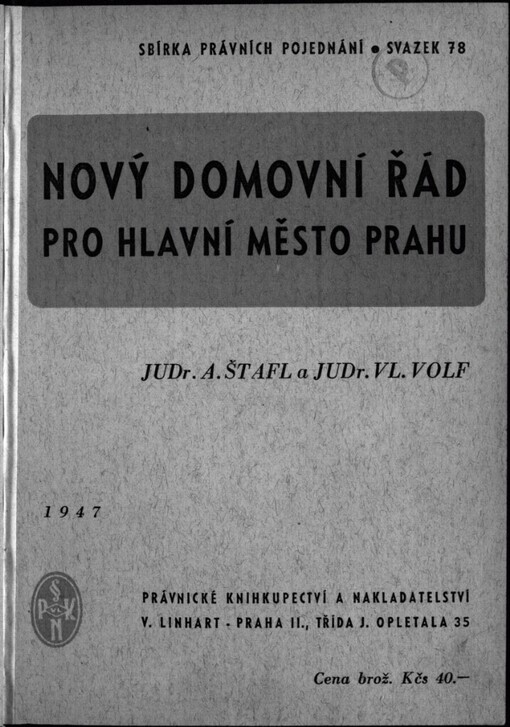 SBÍRKA PRÁVNÍCH POJEDNÁNÍ ● SVAZEK 78
NOVÝ DOMOVNÍ ŘÁD
PRO HLAVNÍ MĚSTO PRAHU
JUDr. A. ŠTAFL a JUDr. VL. VOLF
1947
PRÁVNICKÉ KNIHKUPECTVÍ A NAKLADATELSTVÍ
V. LINHART - PRAHA II., TŘÍDA J. OPLETALA 35
Cena brož. Kčs 40.—